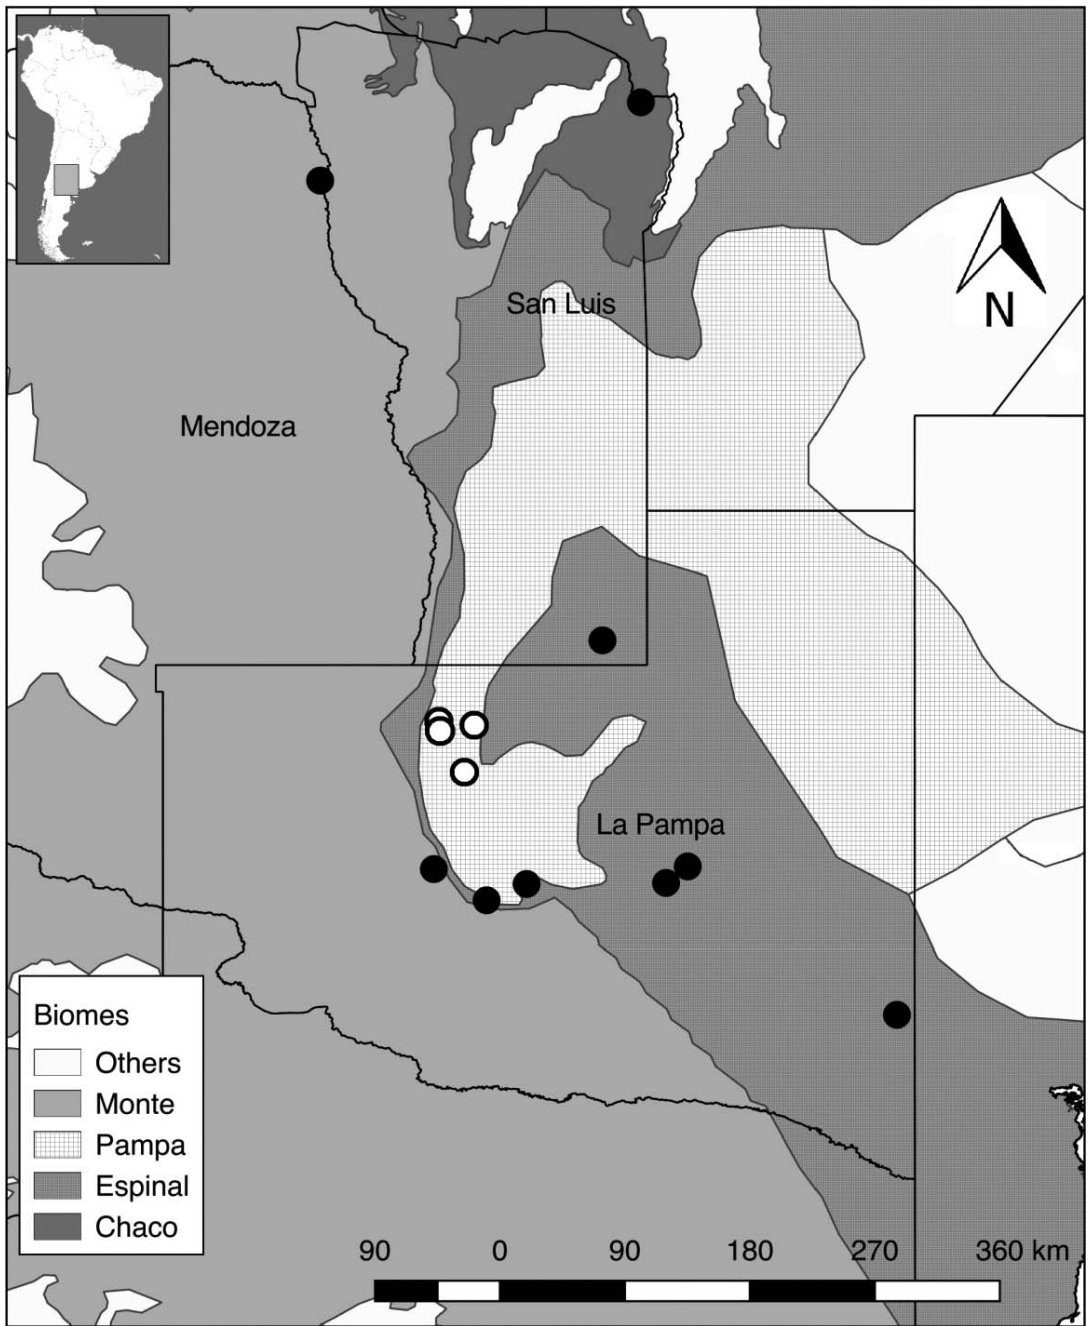 San Luis
N
Mendoza
La Pampa
Biomes
Others
Monte
Pampa
Espinal
Chaco
90 0 90 180 270 360 km